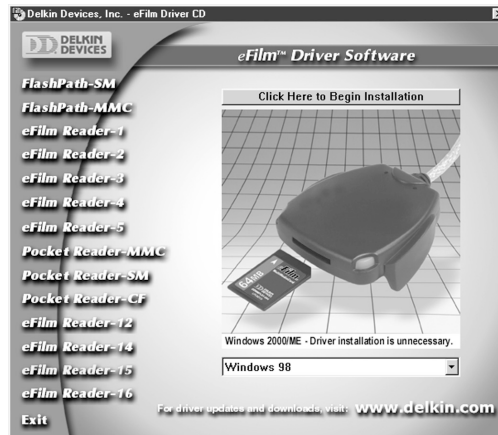 Delkin Devices, Inc. - eFilm Driver CD
DD DELKIN DEVICES
eFilm™ Driver Software
FlashPath-SM
FlashPath-MMC
eFilm Reader-1
eFilm Reader-2
eFilm Reader-3
eFilm Reader-4
eFilm Reader-5
Pocket Reader-MMC
Pocket Reader-SM
Pocket Reader-CF
eFilm Reader-12
eFilm Reader-14
eFilm Reader-15
eFilm Reader-16
Exit
Click Here to Begin Installation
64MB
eFilm
Windows 2000/ME - Driver installation is unnecessary.
Windows 98
For driver updates and downloads, visit: www.delkin.com